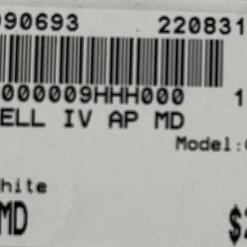 90693 220831
000009HHH000 1
ELL IV AP MD
Model:
hite
MD $